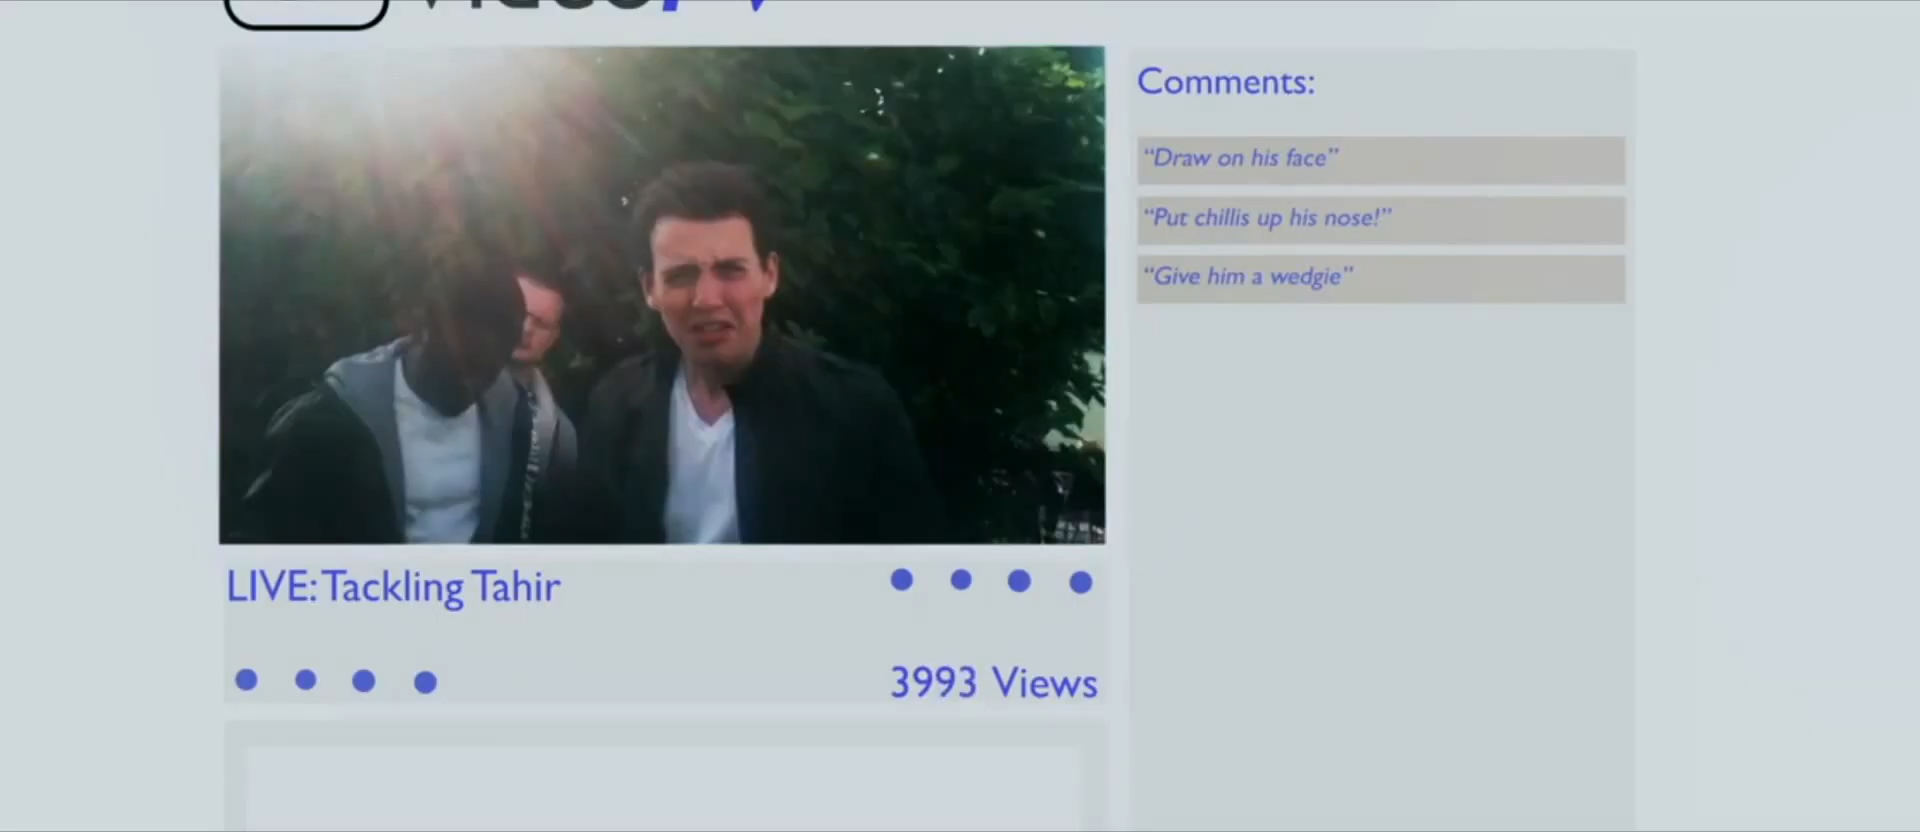 Comments:
“Draw on his face”
“Put chillis up his nose!”
“Give him a wedgie”
LIVE: Tackling Tahir
3993 Views